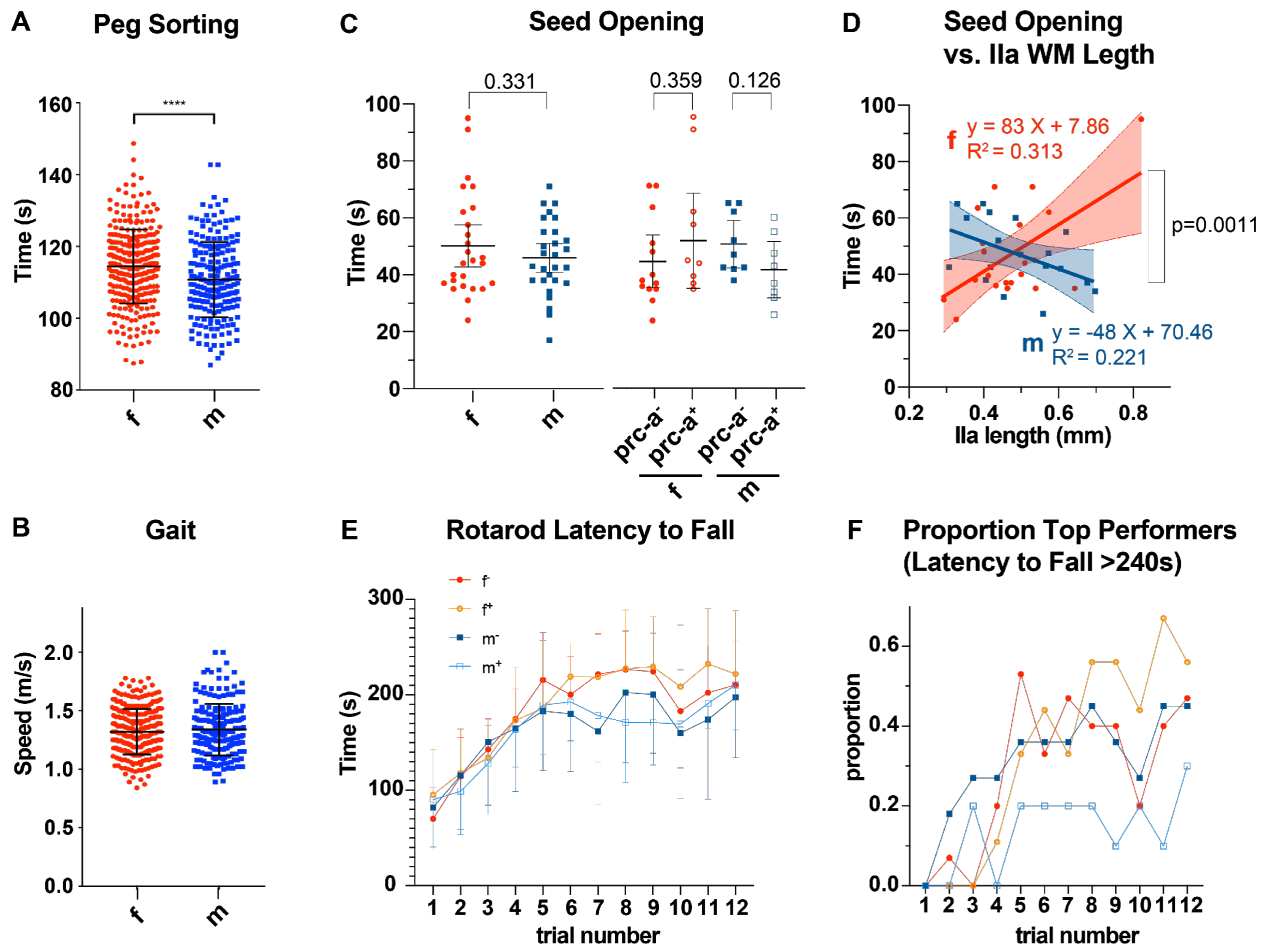 A
Peg Sorting
****
160
140
120
100
80
Time (s)
f
m
C
Seed Opening
0.331
0.359
0.126
100
80
60
40
20
0
Time (s)
f
m
prc-a-
prc-a+
prc-a-
prc-a+
f
m
D
Seed Opening
vs. IIa WM Legth
100
80
60
40
20
0
Time (s)
f
y = 83 X + 7.86
R² = 0.313
p=0.0011
m
y = -48 X + 70.46
R² = 0.221
0.2
0.4
0.6
0.8
IIa length (mm)
B
Gait
2.0
1.5
1.0
0.5
0.0
Speed (m/s)
f
m
E
Rotarod Latency to Fall
f-
f+
m-
m+
300
200
100
0
Time (s)
1 2 3 4 5 6 7 8 9 10 11 12
trial number
F
Proportion Top Performers
(Latency to Fall >240s)
0.6
0.4
0.2
0.0
proportion
1 2 3 4 5 6 7 8 9 10 11 12
trial number